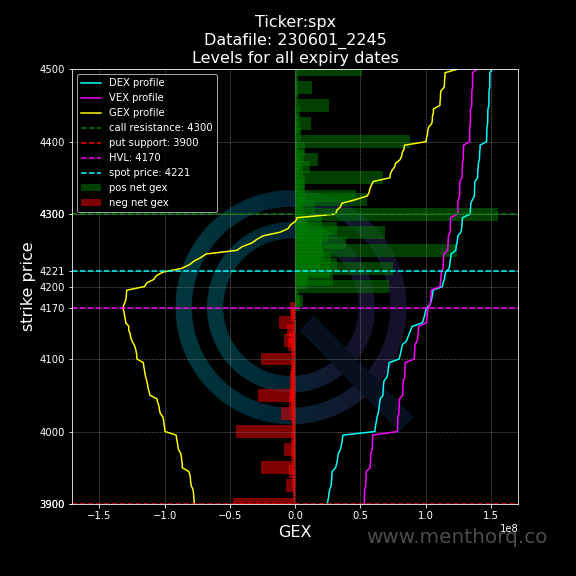 Ticker:spx
Datafile: 230601_2245
Levels for all expiry dates
DEX profile
VEX profile
GEX profile
call resistance: 4300
put support: 3900
HVL: 4170
spot price: 4221
pos net gex
neg net gex
strike price
4500
4400
4300
4221
4200
4170
4100
4000
3900
−1.5 −1.0 −0.5 0.0 0.5 1.0 1.5
1e8
GEX
www.menthorq.co